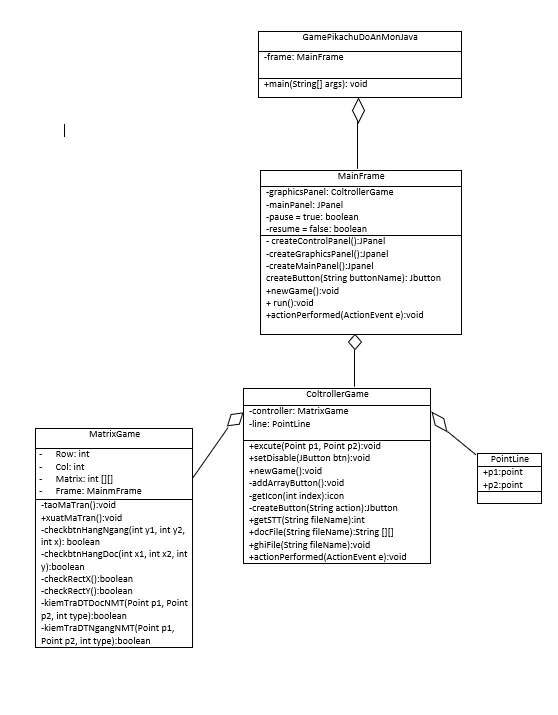 GamePikachuDoAnMonJava
-frame: MainFrame
+main(String[] args): void
MainFrame
-graphicsPanel: ColtrollerGame
-mainPanel: JPanel
-pause = true: boolean
-resume = false: boolean
- createControlPanel():JPanel
-createGraphicsPanel():Jpanel
-createMainPanel():Jpanel
createButton(String buttonName): Jbutton
+newGame():void
+ run():void
+actionPerformed(ActionEvent e):void
ColtrollerGame
-controller: MatrixGame
-line: PointLine
+excute(Point p1, Point p2):void
+setDisable(JButton btn):void
+newGame():void
-addArrayButton():void
-getIcon(int index):icon
-createButton(String action):Jbutton
+getSTT(String fileName):int
+docFile(String fileName):String [][]
+ghiFile(String fileName):void
+actionPerformed(ActionEvent e):void
MatrixGame
- Row: int
- Col: int
- Matrix: int [][]
- Frame: MainmFrame
-taoMaTran():void
+xuatMaTran():void
-checkbtnHangNgang(int y1, int y2,
int x): boolean
-checkbtnHangDoc(int x1, int x2, int
y):boolean
-checkRectX():boolean
-checkRectY():boolean
-kiemTraDTDocNMT(Point p1, Point
p2, int type):boolean
-kiemTraDTNgangNMT(Point p1,
Point p2, int type):boolean
PointLine
+p1:point
+p2:point